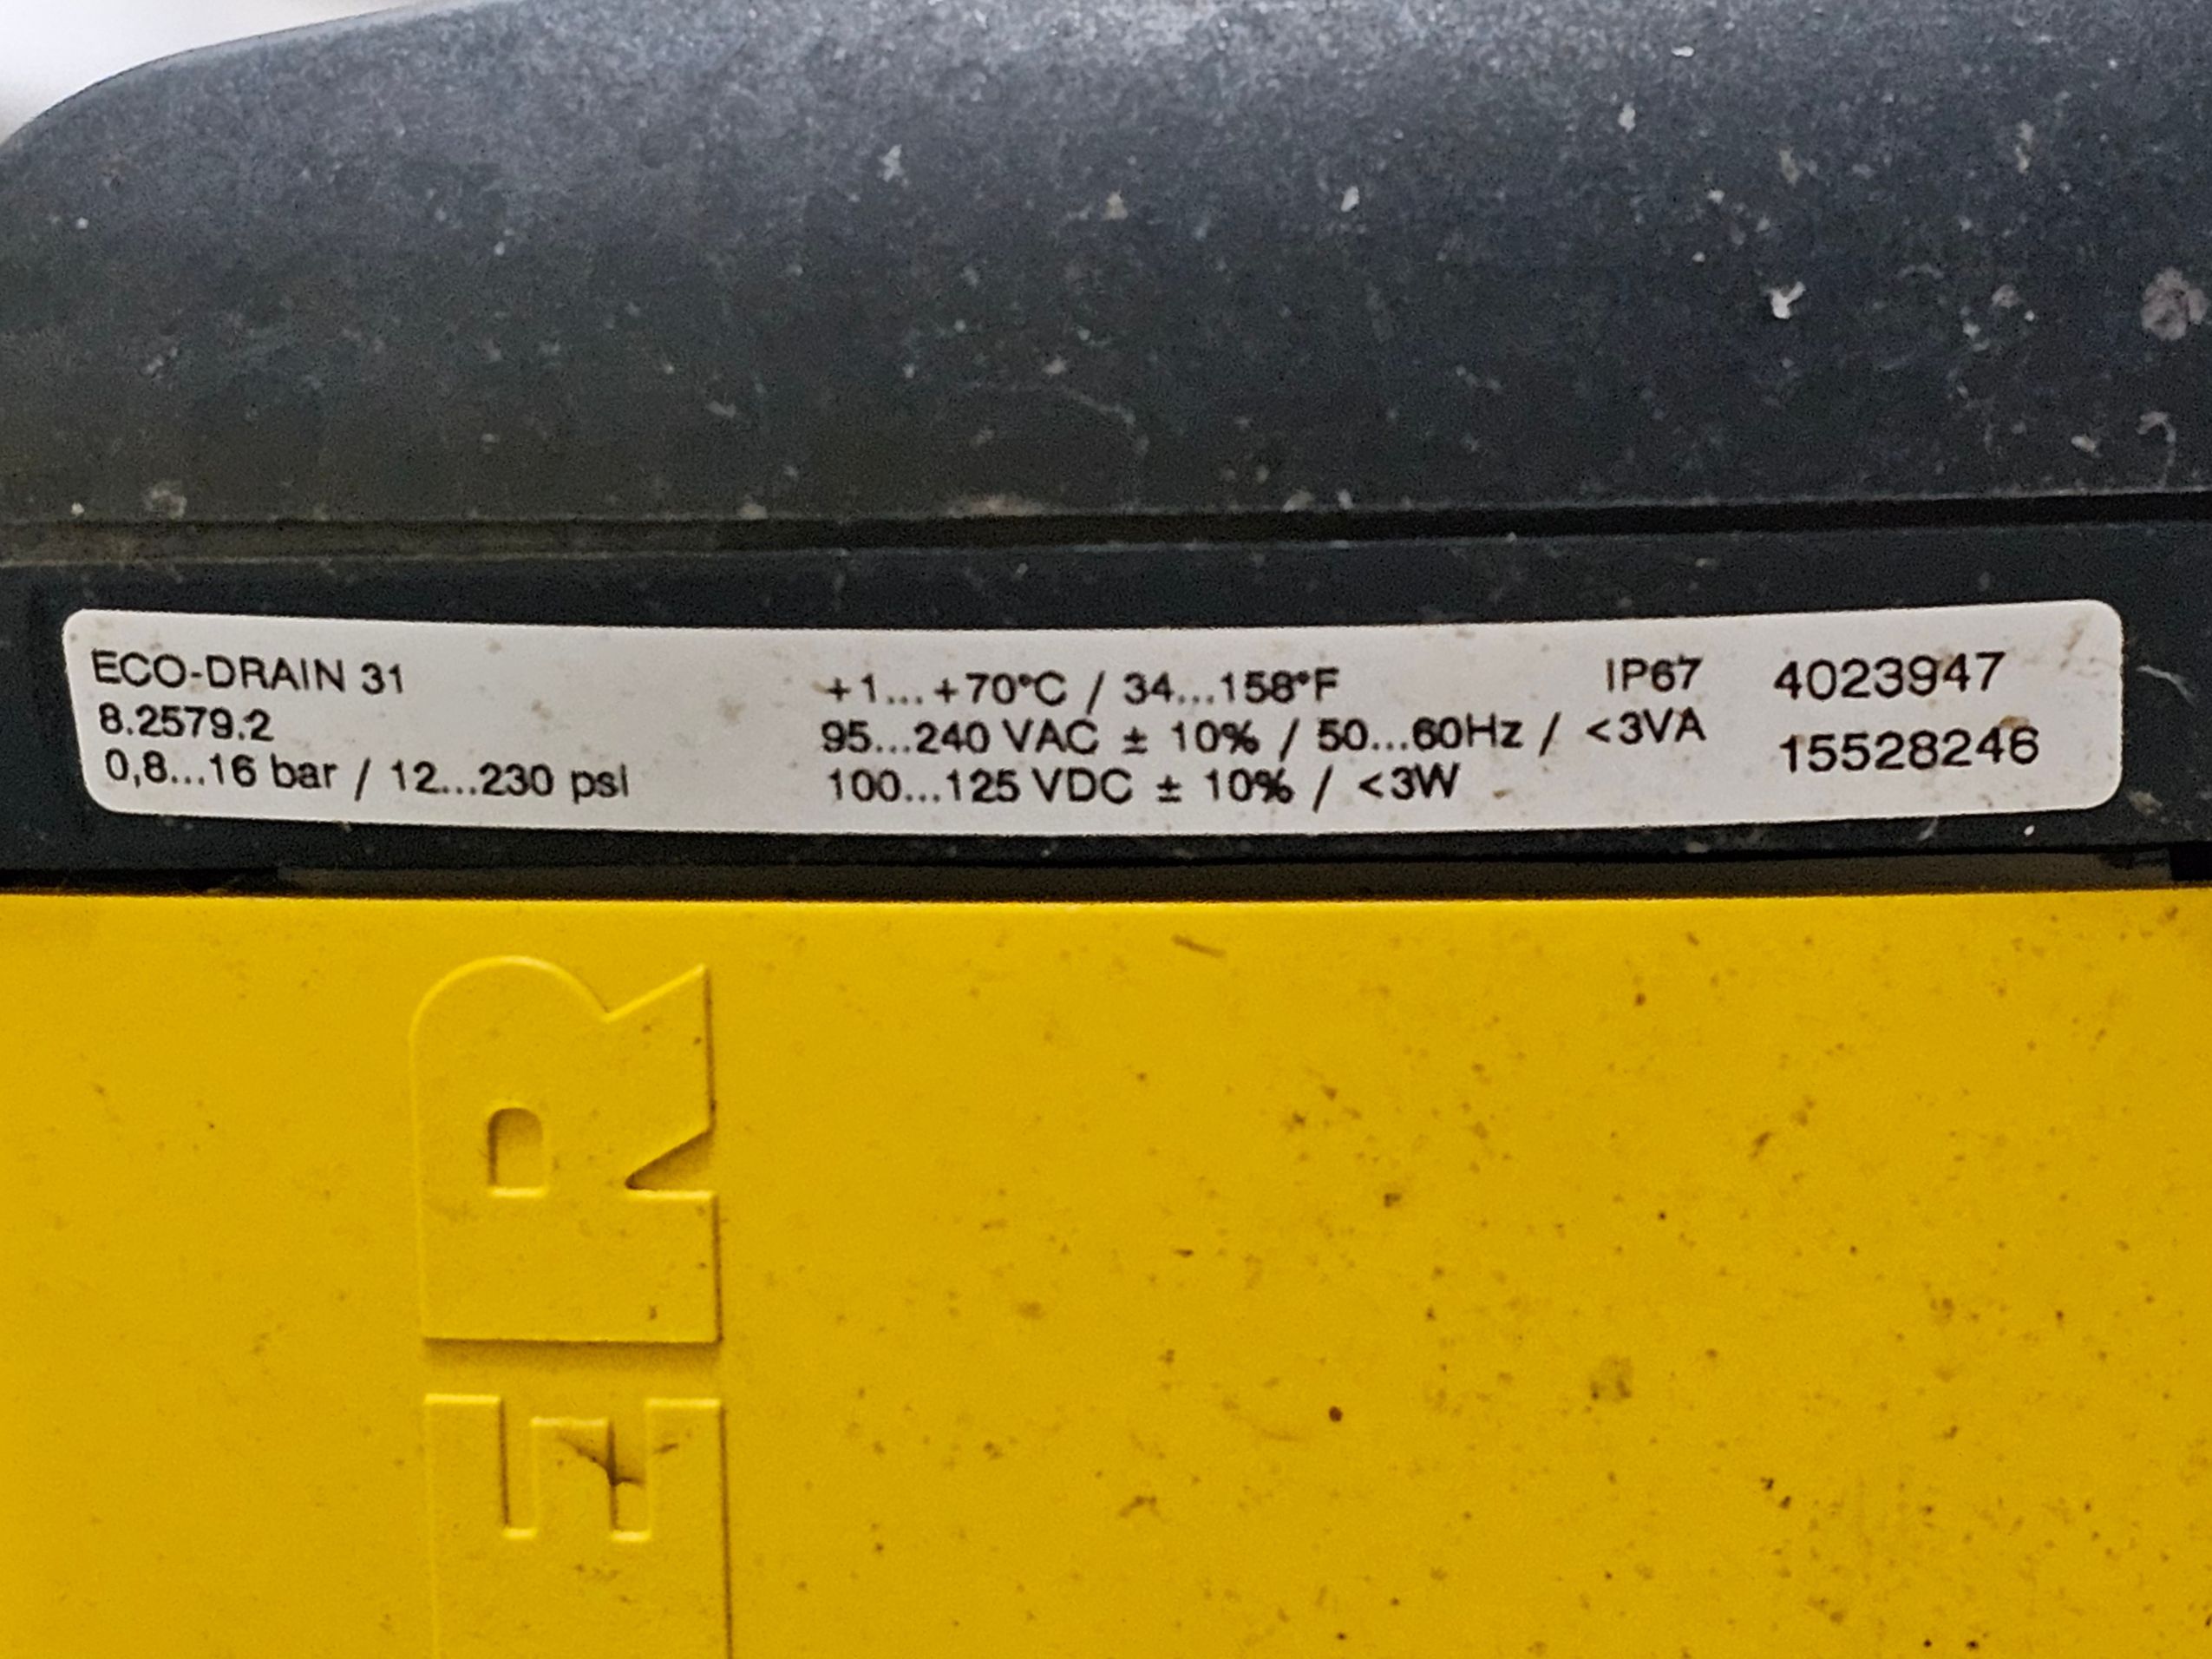 ECO-DRAIN 31
8.2579.2
0,8...16 bar / 12...230 psi
+1...+70°C / 34...158°F IP67
95...240 VAC ± 10% / 50...60Hz / <3VA
100...125 VDC ± 10% / <3W
4023947
15528246
ER